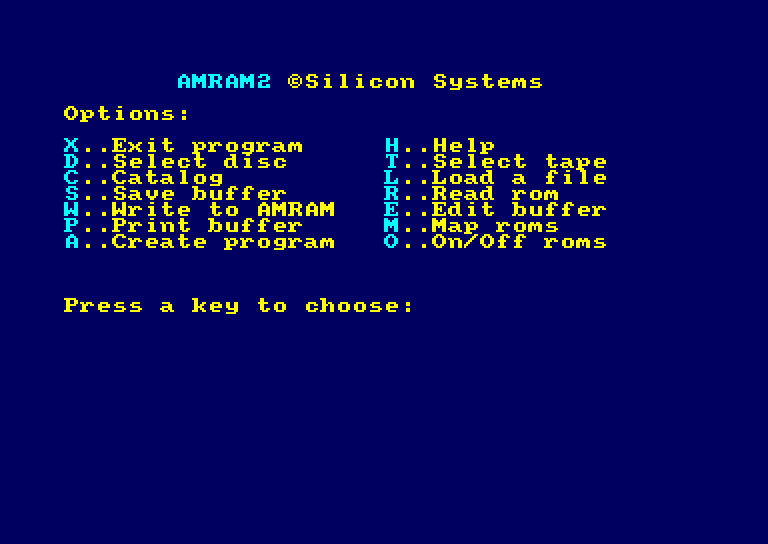 AMRAM2 ©Silicon Systems
Options:
X..Exit program H..Help
D..Select disc T..Select tape
C..Catalog L..Load a file
S..Save buffer R..Read rom
W..Write to AMRAM E..Edit buffer
P..Print buffer M..Map roms
A..Create program O..On/Off roms
Press a key to choose: